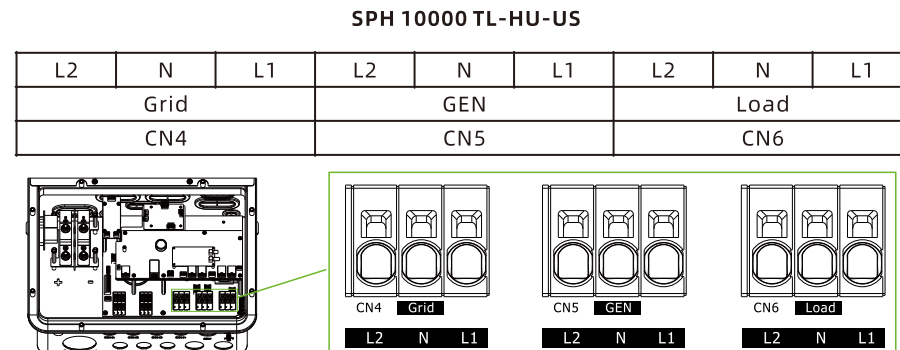 SPH 10000 TL-HU-US
L2 N L1 L2 N L1 L2 N L1
Grid GEN Load
CN4 CN5 CN6
+ -
CN4 Grid CN5 GEN CN6 Load
L2 N L1 L2 N L1 L2 N L1